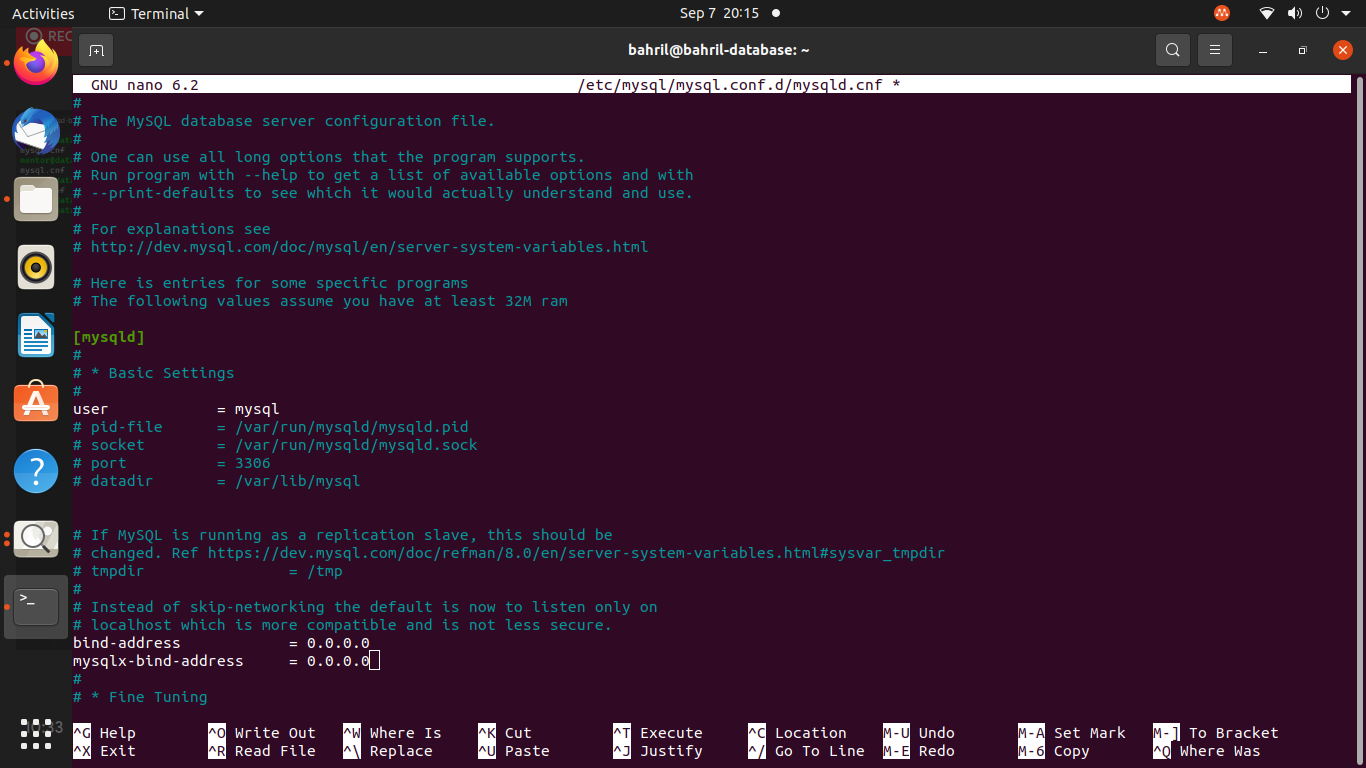 Activities Terminal Sep 7 20:15
REC
bahril@bahril-database: ~
GNU nano 6.2 /etc/mysql/mysql.conf.d/mysqld.cnf *
#
# The MySQL database server configuration file.
#
# One can use all long options that the program supports.
# Run program with --help to get a list of available options and with
# --print-defaults to see which it would actually understand and use.
#
# For explanations see
# http://dev.mysql.com/doc/mysql/en/server-system-variables.html

# Here is entries for some specific programs
# The following values assume you have at least 32M ram

[mysqld]
#
# * Basic Settings
#
user = mysql
# pid-file = /var/run/mysqld/mysqld.pid
# socket = /var/run/mysqld/mysqld.sock
# port = 3306
# datadir = /var/lib/mysql

# If MySQL is running as a replication slave, this should be
# changed. Ref https://dev.mysql.com/doc/refman/8.0/en/server-system-variables.html#sysvar_tmpdir
# tmpdir = /tmp
#
# Instead of skip-networking the default is now to listen only on
# localhost which is more compatible and is not less secure.
bind-address = 0.0.0.0
mysqlx-bind-address = 0.0.0.0
#
# * Fine Tuning
^G Help ^O Write Out ^W Where Is ^K Cut ^T Execute ^C Location M-U Undo M-A Set Mark M-] To Bracket
^X Exit ^R Read File ^\ Replace ^U Paste ^J Justify ^/ Go To Line M-E Redo M-6 Copy ^Q Where Was